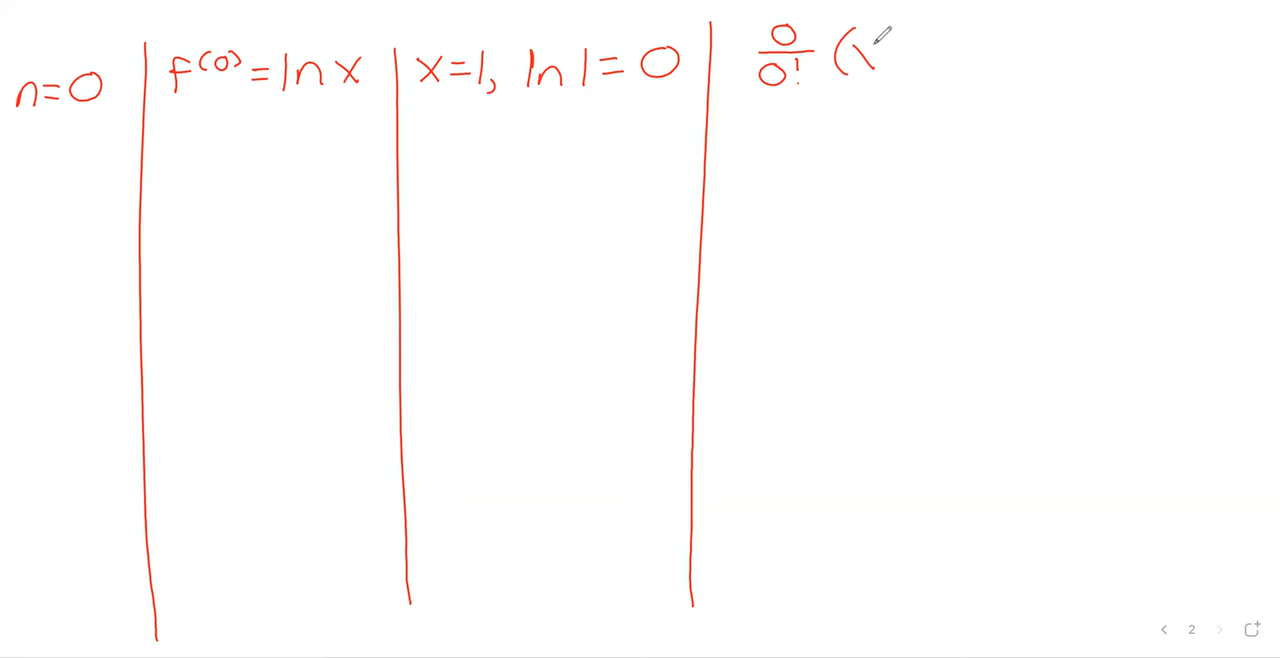 n=0 | f^(0) = ln x | x=1, ln 1 = 0 | 0/0! (
2